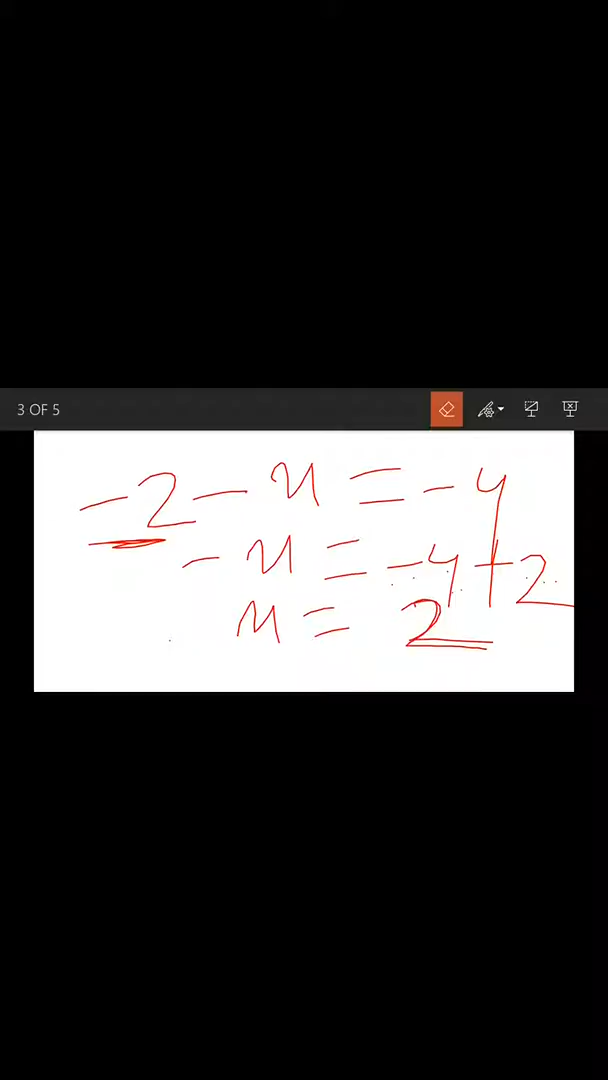 3 OF 5
-2 - x = -4
-x = -4+2
x = 2